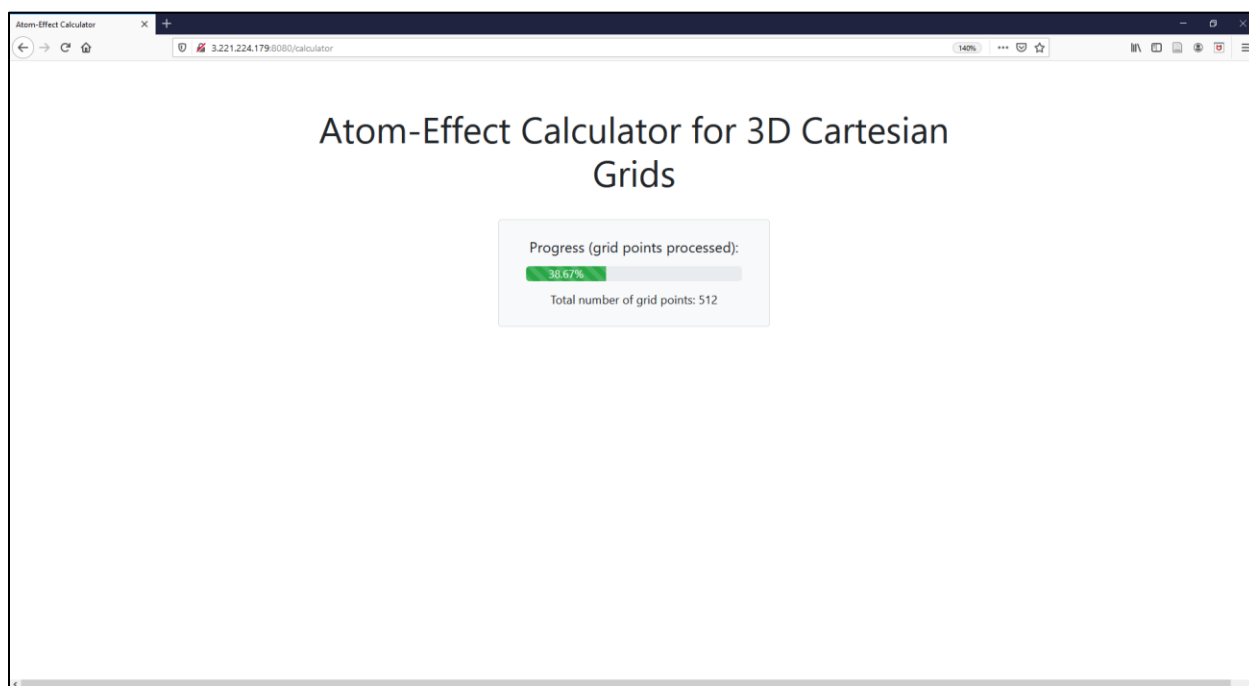 Atom-Effect Calculator
3.221.224.179:8080/calculator
140%
Atom-Effect Calculator for 3D Cartesian
Grids
Progress (grid points processed):
38.67%
Total number of grid points: 512